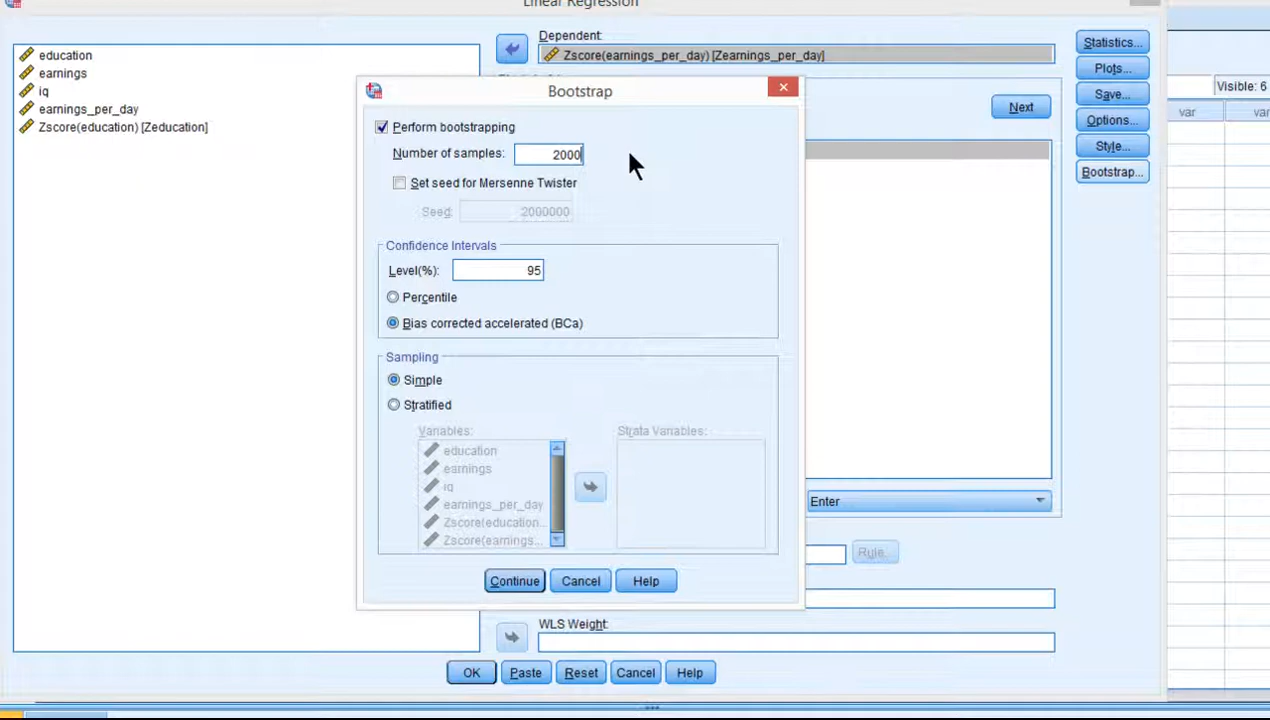 Linear Regression
education
earnings
iq
earnings_per_day
Zscore(education) [Zeducation]
Dependent:
Zscore(earnings_per_day) [Zearnings_per_day]
Next
Statistics...
Plots...
Save...
Options...
Style...
Bootstrap...
Visible: 6
var
var
Bootstrap
Perform bootstrapping
Number of samples: 2000
Set seed for Mersenne Twister
Seed: 2000000
Confidence Intervals
Level(%): 95
Percentile
Bias corrected accelerated (BCa)
Sampling
Simple
Stratified
Variables:
education
earnings
iq
earnings_per_day
Zscore(education...
Zscore(earnings...
Strata Variables:
Continue Cancel Help
Enter
Rule...
WLS Weight:
OK Paste Reset Cancel Help